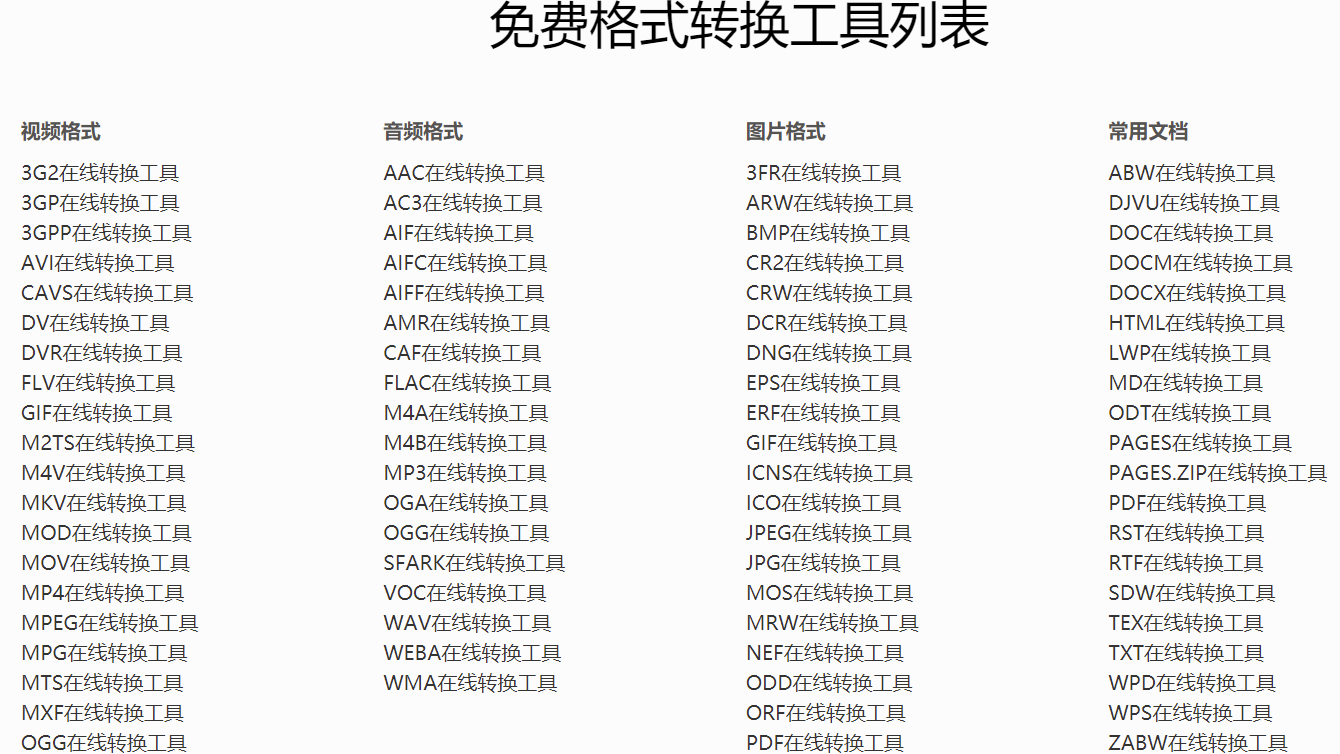 免费格式转换工具列表
视频格式
3G2在线转换工具
3GP在线转换工具
3GPP在线转换工具
AVI在线转换工具
CAVS在线转换工具
DV在线转换工具
DVR在线转换工具
FLV在线转换工具
GIF在线转换工具
M2TS在线转换工具
M4V在线转换工具
MKV在线转换工具
MOD在线转换工具
MOV在线转换工具
MP4在线转换工具
MPEG在线转换工具
MPG在线转换工具
MTS在线转换工具
MXF在线转换工具
OGG在线转换工具
音频格式
AAC在线转换工具
AC3在线转换工具
AIF在线转换工具
AIFC在线转换工具
AIFF在线转换工具
AMR在线转换工具
CAF在线转换工具
FLAC在线转换工具
M4A在线转换工具
M4B在线转换工具
MP3在线转换工具
OGA在线转换工具
OGG在线转换工具
SFARK在线转换工具
VOC在线转换工具
WAV在线转换工具
WEBA在线转换工具
WMA在线转换工具
图片格式
3FR在线转换工具
ARW在线转换工具
BMP在线转换工具
CR2在线转换工具
CRW在线转换工具
DCR在线转换工具
DNG在线转换工具
EPS在线转换工具
ERF在线转换工具
GIF在线转换工具
ICNS在线转换工具
ICO在线转换工具
JPEG在线转换工具
JPG在线转换工具
MOS在线转换工具
MRW在线转换工具
NEF在线转换工具
ODD在线转换工具
ORF在线转换工具
PDF在线转换工具
常用文档
ABW在线转换工具
DJVU在线转换工具
DOC在线转换工具
DOCM在线转换工具
DOCX在线转换工具
HTML在线转换工具
LWP在线转换工具
MD在线转换工具
ODT在线转换工具
PAGES在线转换工具
PAGES.ZIP在线转换工具
PDF在线转换工具
RST在线转换工具
RTF在线转换工具
SDW在线转换工具
TEX在线转换工具
TXT在线转换工具
WPD在线转换工具
WPS在线转换工具
ZABW在线转换工具